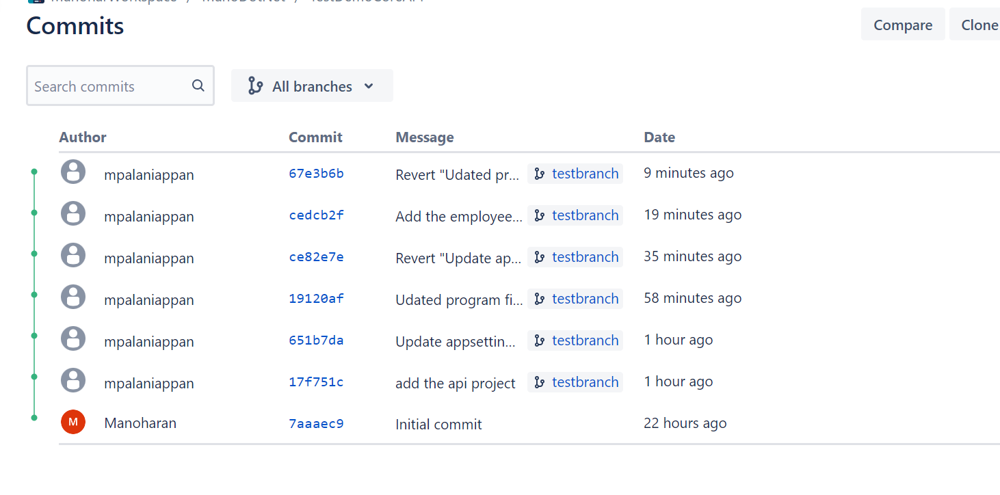 Commits
Compare
Clone
Search commits
All branches
Author Commit Message Date
mpalaniappan 67e3b6b Revert "Udated pr... testbranch 9 minutes ago
mpalaniappan cedcb2f Add the employee... testbranch 19 minutes ago
mpalaniappan ce82e7e Revert "Update ap... testbranch 35 minutes ago
mpalaniappan 19120af Udated program fi... testbranch 58 minutes ago
mpalaniappan 651b7da Update appsettin... testbranch 1 hour ago
mpalaniappan 17f751c add the api project testbranch 1 hour ago
M Manoharan 7aaaec9 Initial commit 22 hours ago